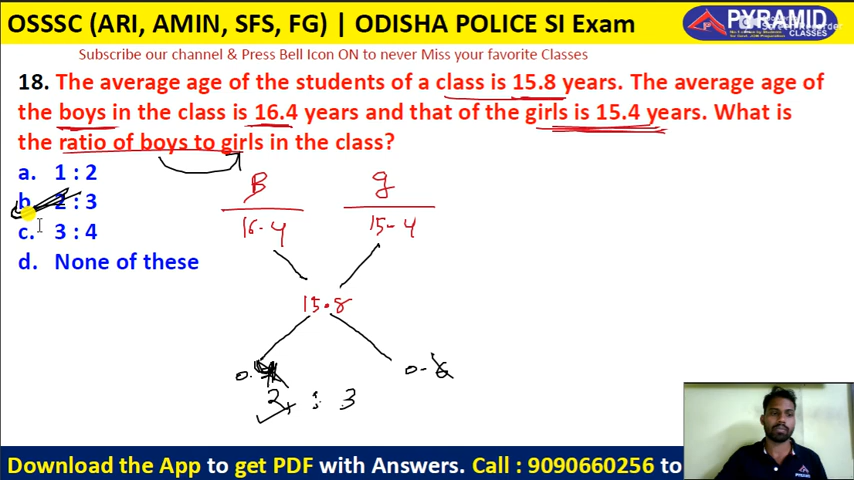 OSSSC (ARI, AMIN, SFS, FG) | ODISHA POLICE SI Exam
PYRAMID
CLASSES
Subscribe our channel & Press Bell Icon ON to never Miss your favorite Classes
18. The average age of the students of a class is 15.8 years. The average age of
the boys in the class is 16.4 years and that of the girls is 15.4 years. What is
the ratio of boys to girls in the class?
a. 1 : 2
b. 2 : 3
c. 3 : 4
d. None of these
B g
16-4 15-4
15.8
0. 0-6
2 : 3
PYRAMID
Download the App to get PDF with Answers. Call : 9090660256 to